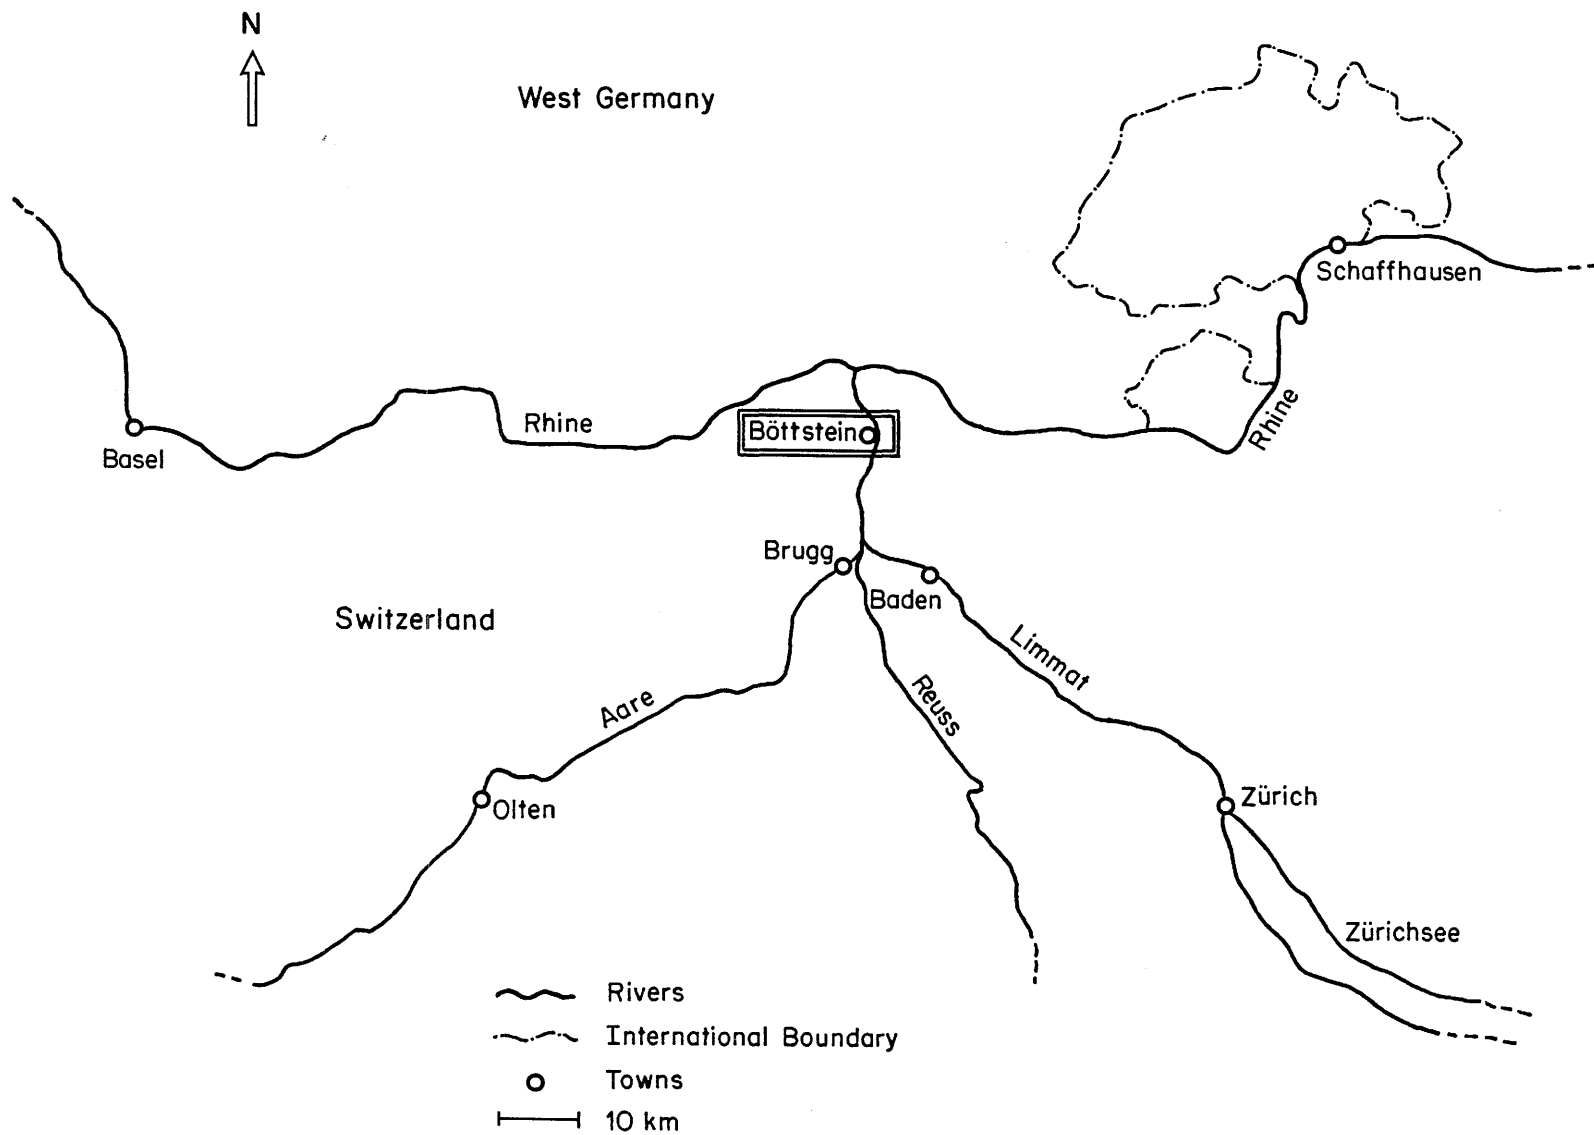 N
West Germany
Schaffhausen
Rhine
Rhine
Böttstein
Basel
Brugg
Baden
Switzerland
Limmat
Aare
Reuss
Olten
Zürich
Zürichsee
Rivers
International Boundary
Towns
10 km